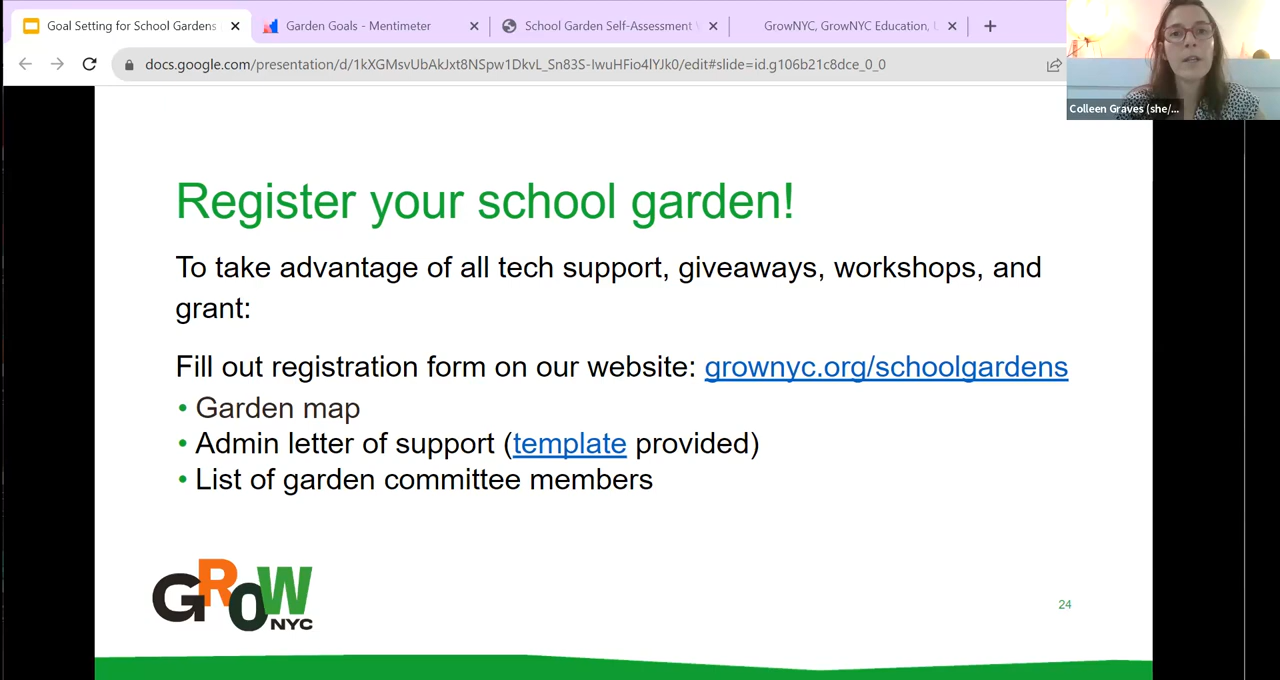 Goal Setting for School Gardens
Garden Goals - Mentimeter
School Garden Self-Assessment
GrowNYC, GrowNYC Education,
docs.google.com/presentation/d/1kXGMsvUbAkJxt8NSpw1DkvL_Sn83S-IwuHFio4lYJk0/edit#slide=id.g106b21c8dce_0_0
Colleen Graves (she/...
Register your school garden!
To take advantage of all tech support, giveaways, workshops, and
grant:
Fill out registration form on our website: grownyc.org/schoolgardens
• Garden map
• Admin letter of support (template provided)
• List of garden committee members
GROW
NYC
24